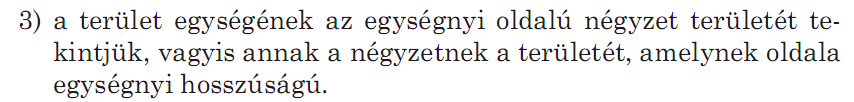 3) a terület egységének az egységnyi oldalú négyzet területét te-
kintjük, vagyis annak a négyzetnek a területét, amelynek oldala
egységnyi hosszúságú.